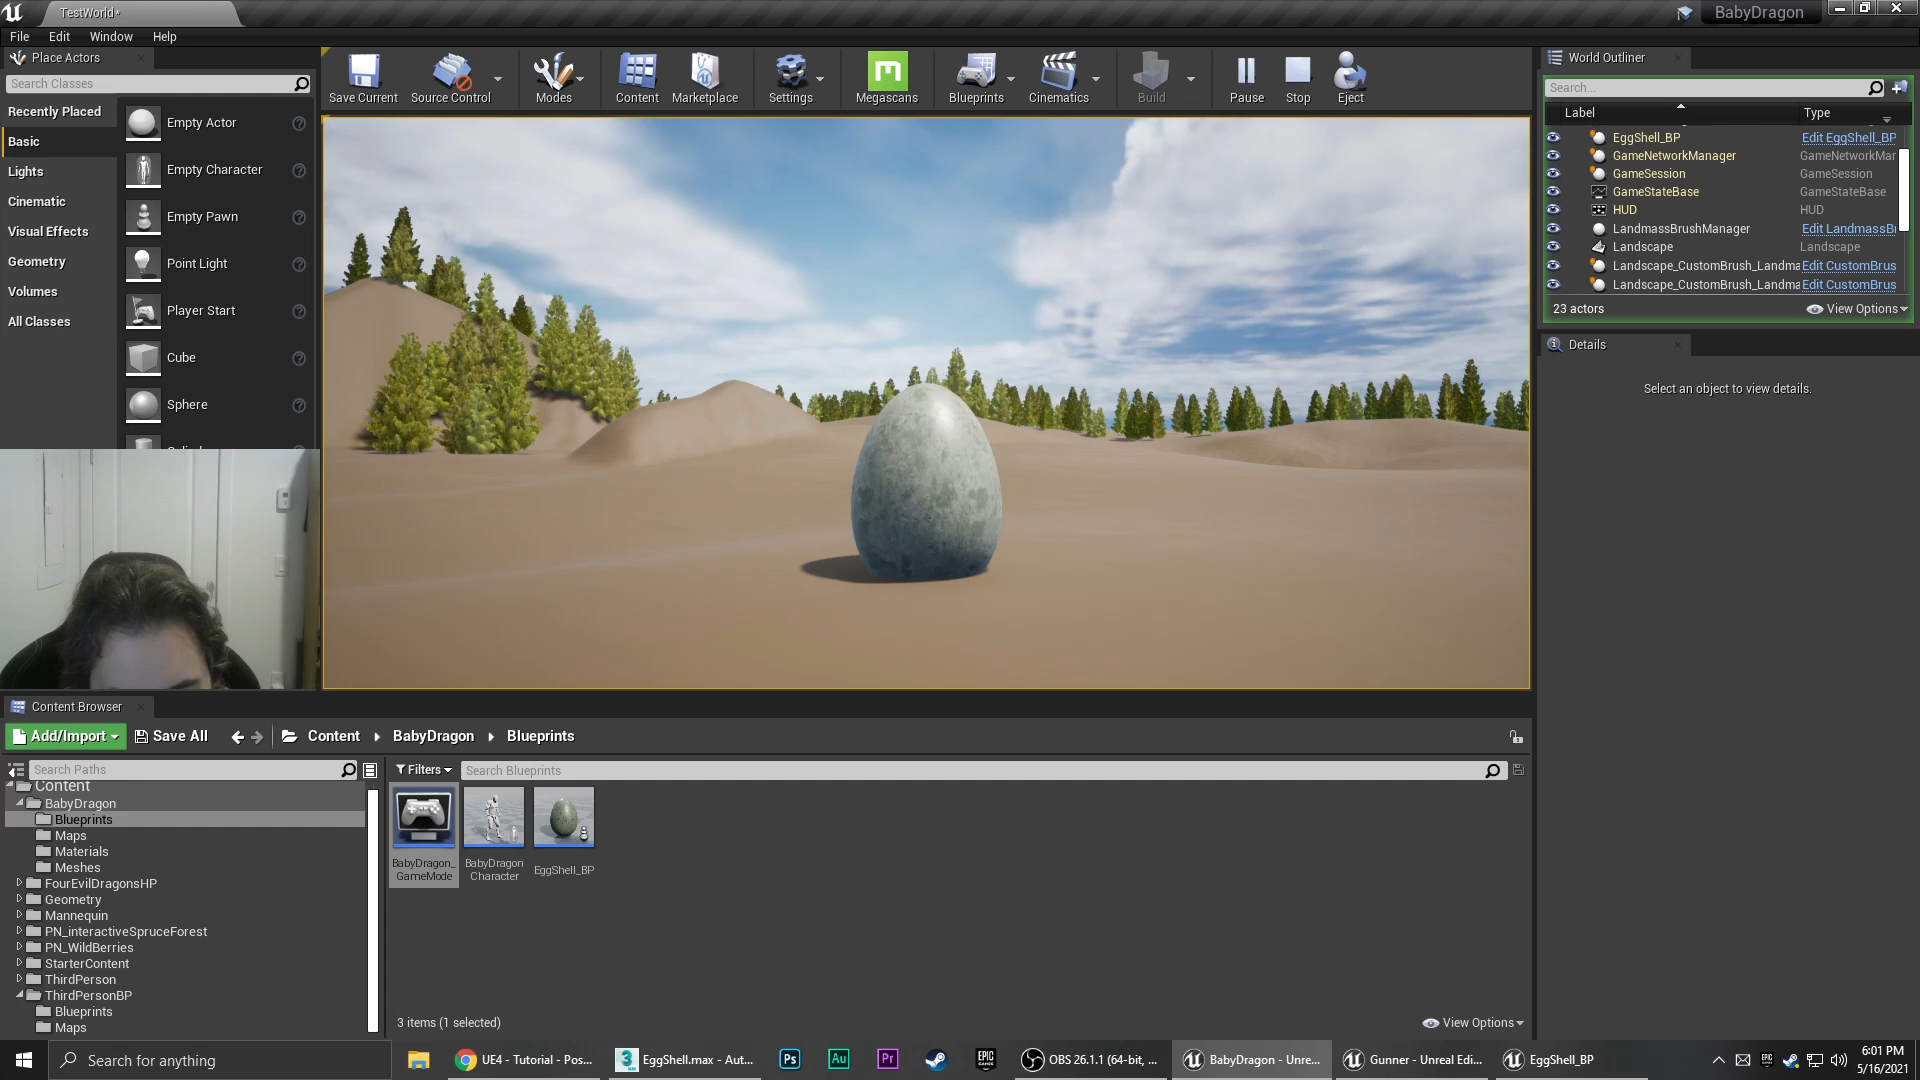 TestWorld•
BabyDragon
File Edit Window Help
Place Actors
Search Classes
Recently Placed
Basic
Lights
Cinematic
Visual Effects
Geometry
Volumes
All Classes
Empty Actor
Empty Character
Empty Pawn
Point Light
Player Start
Cube
Sphere
Save Current
Source Control
Modes
Content
Marketplace
Settings
Megascans
Blueprints
Cinematics
Build
Pause
Stop
Eject
World Outliner
Search...
Label Type
EggShell_BP Edit EggShell_BP
GameNetworkManager GameNetworkMar
GameSession GameSession
GameStateBase GameStateBase
HUD HUD
LandmassBrushManager Edit LandmassBr
Landscape Landscape
Landscape_CustomBrush_Landma Edit CustomBrus
Landscape_CustomBrush_Landma Edit CustomBrus
23 actors View Options
Details
Select an object to view details.
Content Browser
Add/Import Save All Content BabyDragon Blueprints
Search Paths
Filters Search Blueprints
Content
BabyDragon
Blueprints
Maps
Materials
Meshes
FourEvilDragonsHP
Geometry
Mannequin
PN_interactiveSpruceForest
PN_WildBerries
StarterContent
ThirdPerson
ThirdPersonBP
Blueprints
Maps
BabyDragon_
GameMode
BabyDragon
Character
EggShell_BP
3 items (1 selected) View Options
Search for anything
UE4 - Tutorial - Pos...
EggShell.max - Aut...
Ps
Au
Pr
EPIC
GAMES
OBS 26.1.1 (64-bit, ...
BabyDragon - Unre...
Gunner - Unreal Edi...
EggShell_BP
6:01 PM
5/16/2021